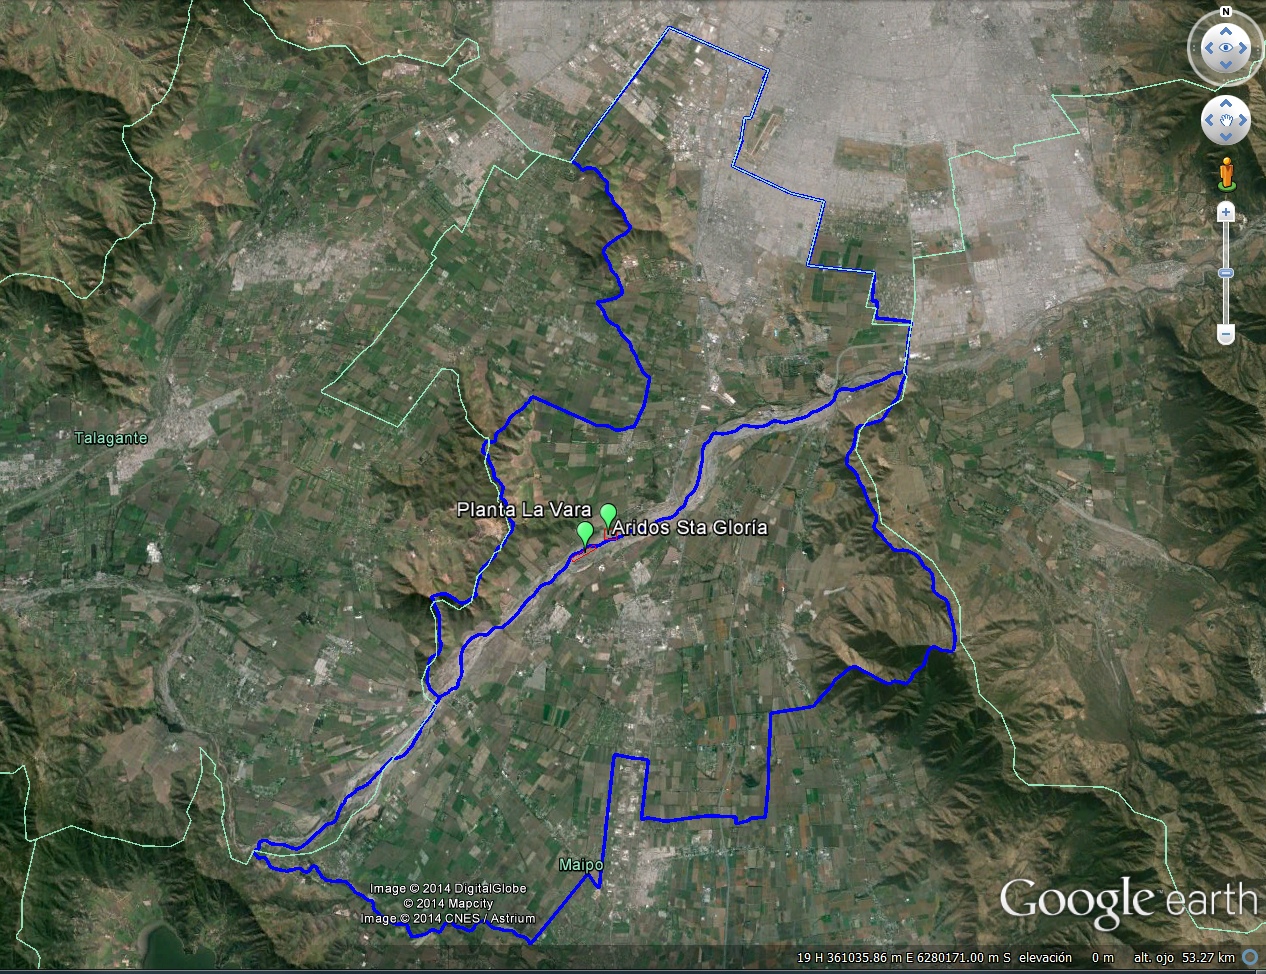 N
Talagante
Planta La Vara
Aridos Sta Gloría
Maipo
Image © 2014 DigitalGlobe
© 2014 Mapcity
Image © 2014 CNES / Astrium
Google earth
19 H 361035.86 m E 6280171.00 m S elevación 0 m alt. ojo 53.27 km